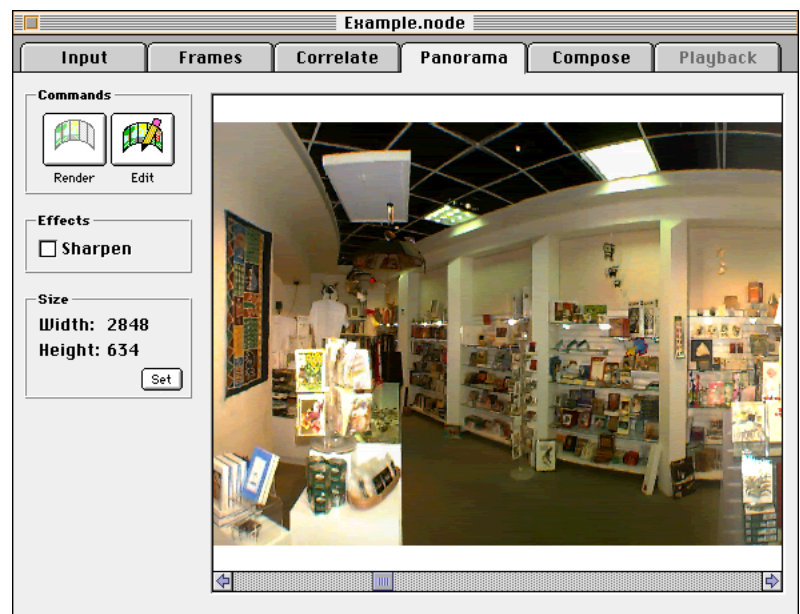 Example.node
Input Frames Correlate Panorama Compose Playback
Commands
Render Edit
Effects
Sharpen
Size
Width: 2848
Height: 634
Set